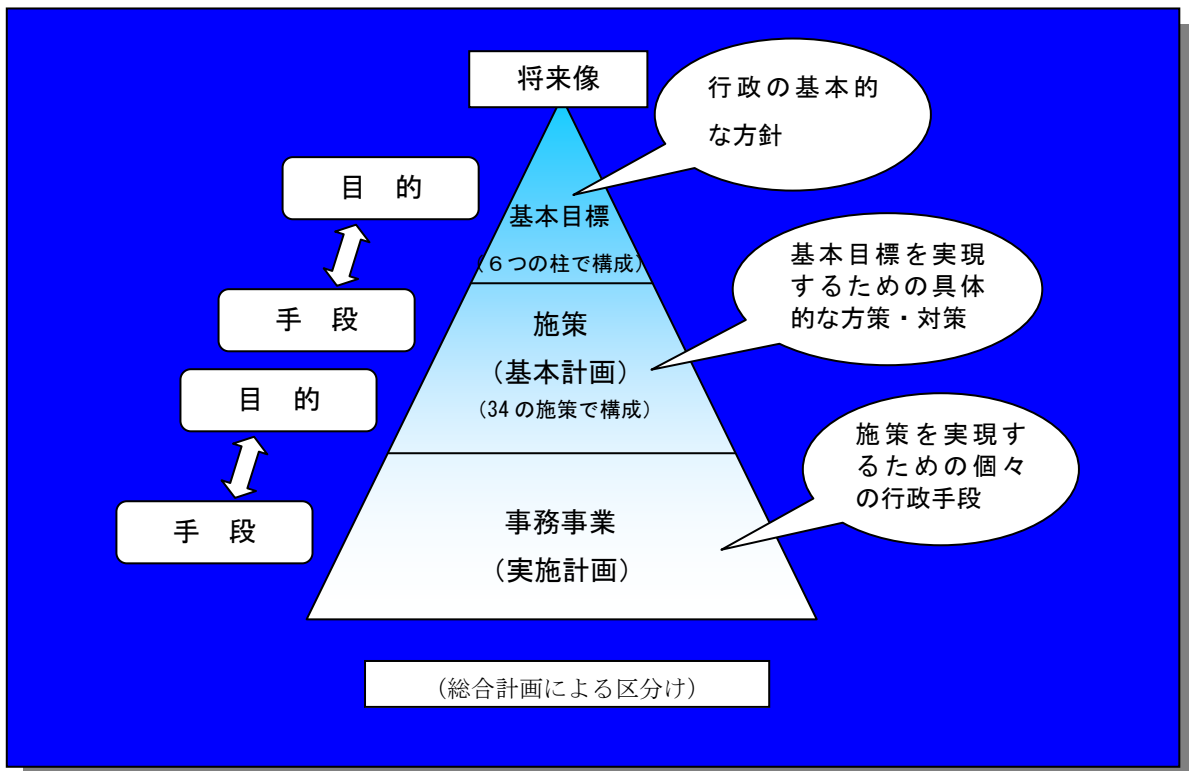 将来像
行政の基本的
な方針
目　的
基本目標
（６つの柱で構成）
手　段
基本目標を実現
するための具体
的な方策・対策
施策
（基本計画）
（34 の施策で構成）
目　的
手　段
施策を実現す
るための個々
の行政手段
事務事業
（実施計画）
（総合計画による区分け）